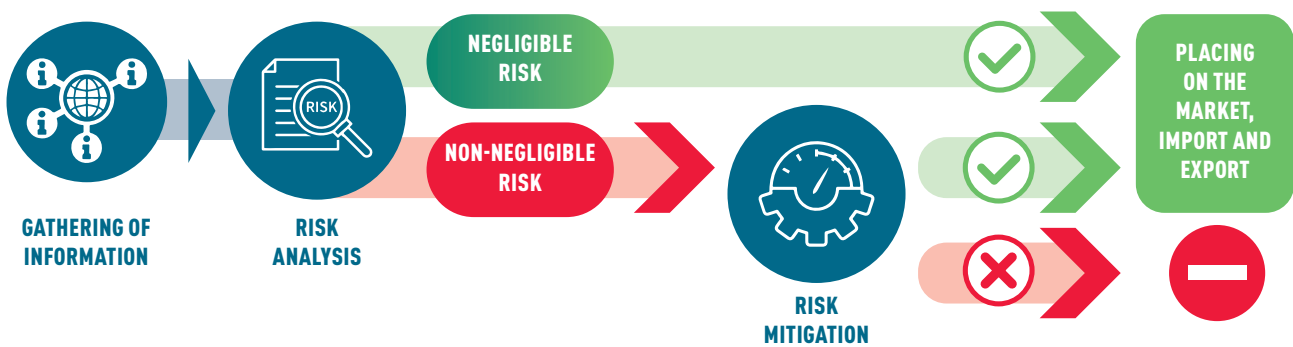 GATHERING OF
INFORMATION
RISK
RISK
ANALYSIS
NEGLIGIBLE
RISK
NON-NEGLIGIBLE
RISK
RISK
MITIGATION
PLACING
ON THE
MARKET,
IMPORT AND
EXPORT